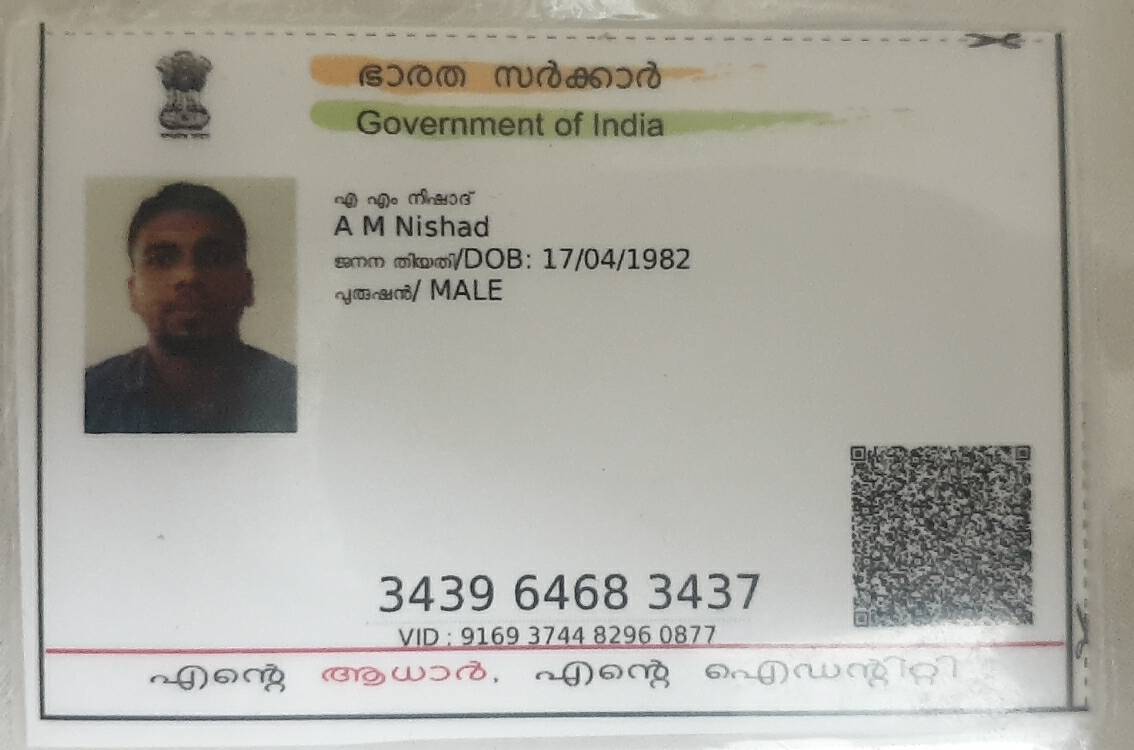 ഭാരത സർക്കാർ
Government of India
എ എം നിഷാദ്
A M Nishad
ജനന തിയതി/DOB: 17/04/1982
പുരുഷൻ/ MALE
3439 6468 3437
VID : 9169 3744 8296 0877
എന്റെ ആധാർ, എന്റെ ഐഡന്റിറ്റി